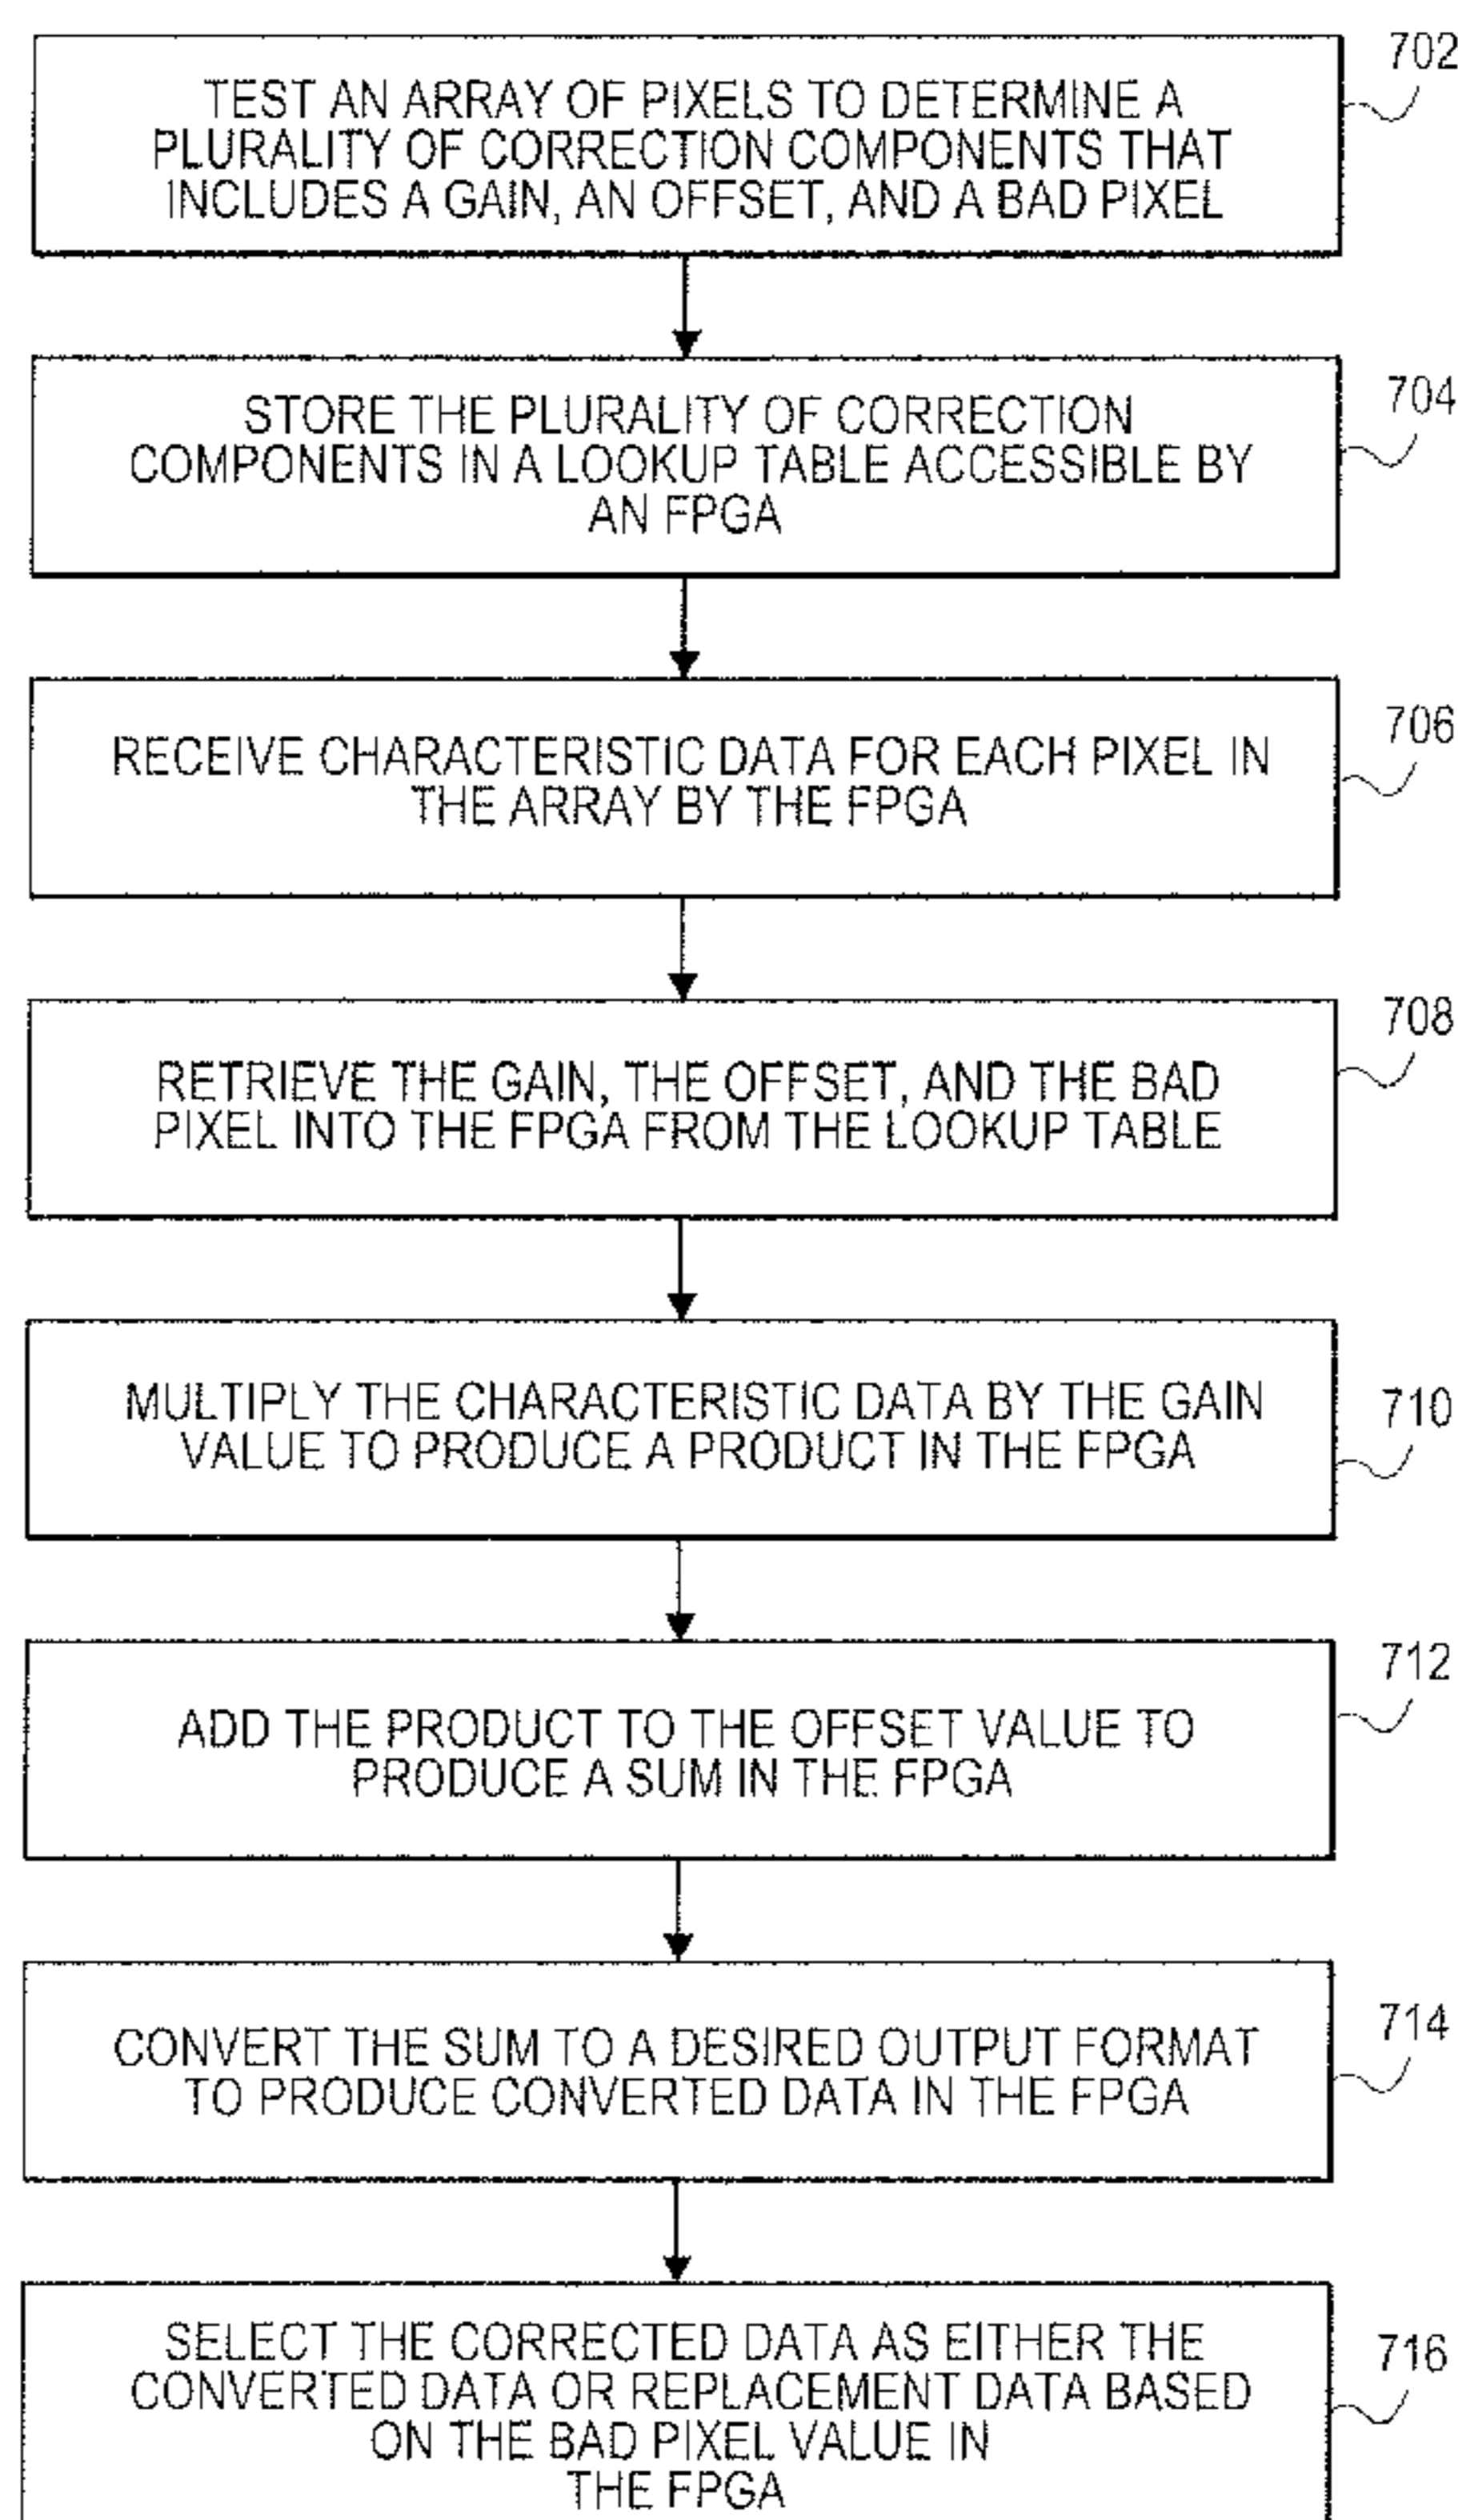 702
TEST AN ARRAY OF PIXELS TO DETERMINE A
PLURALITY OF CORRECTION COMPONENTS THAT
INCLUDES A GAIN, AN OFFSET, AND A BAD PIXEL
704
STORE THE PLURALITY OF CORRECTION
COMPONENTS IN A LOOKUP TABLE ACCESSIBLE BY
AN FPGA
706
RECEIVE CHARACTERISTIC DATA FOR EACH PIXEL IN
THE ARRAY BY THE FPGA
708
RETRIEVE THE GAIN, THE OFFSET, AND THE BAD
PIXEL INTO THE FPGA FROM THE LOOKUP TABLE
710
MULTIPLY THE CHARACTERISTIC DATA BY THE GAIN
VALUE TO PRODUCE A PRODUCT IN THE FPGA
712
ADD THE PRODUCT TO THE OFFSET VALUE TO
PRODUCE A SUM IN THE FPGA
714
CONVERT THE SUM TO A DESIRED OUTPUT FORMAT
TO PRODUCE CONVERTED DATA IN THE FPGA
716
SELECT THE CORRECTED DATA AS EITHER THE
CONVERTED DATA OR REPLACEMENT DATA BASED
ON THE BAD PIXEL VALUE IN
THE FPGA